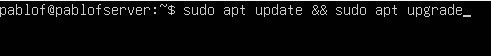 pablof@pablofserver:~$ sudo apt update && sudo apt upgrade_